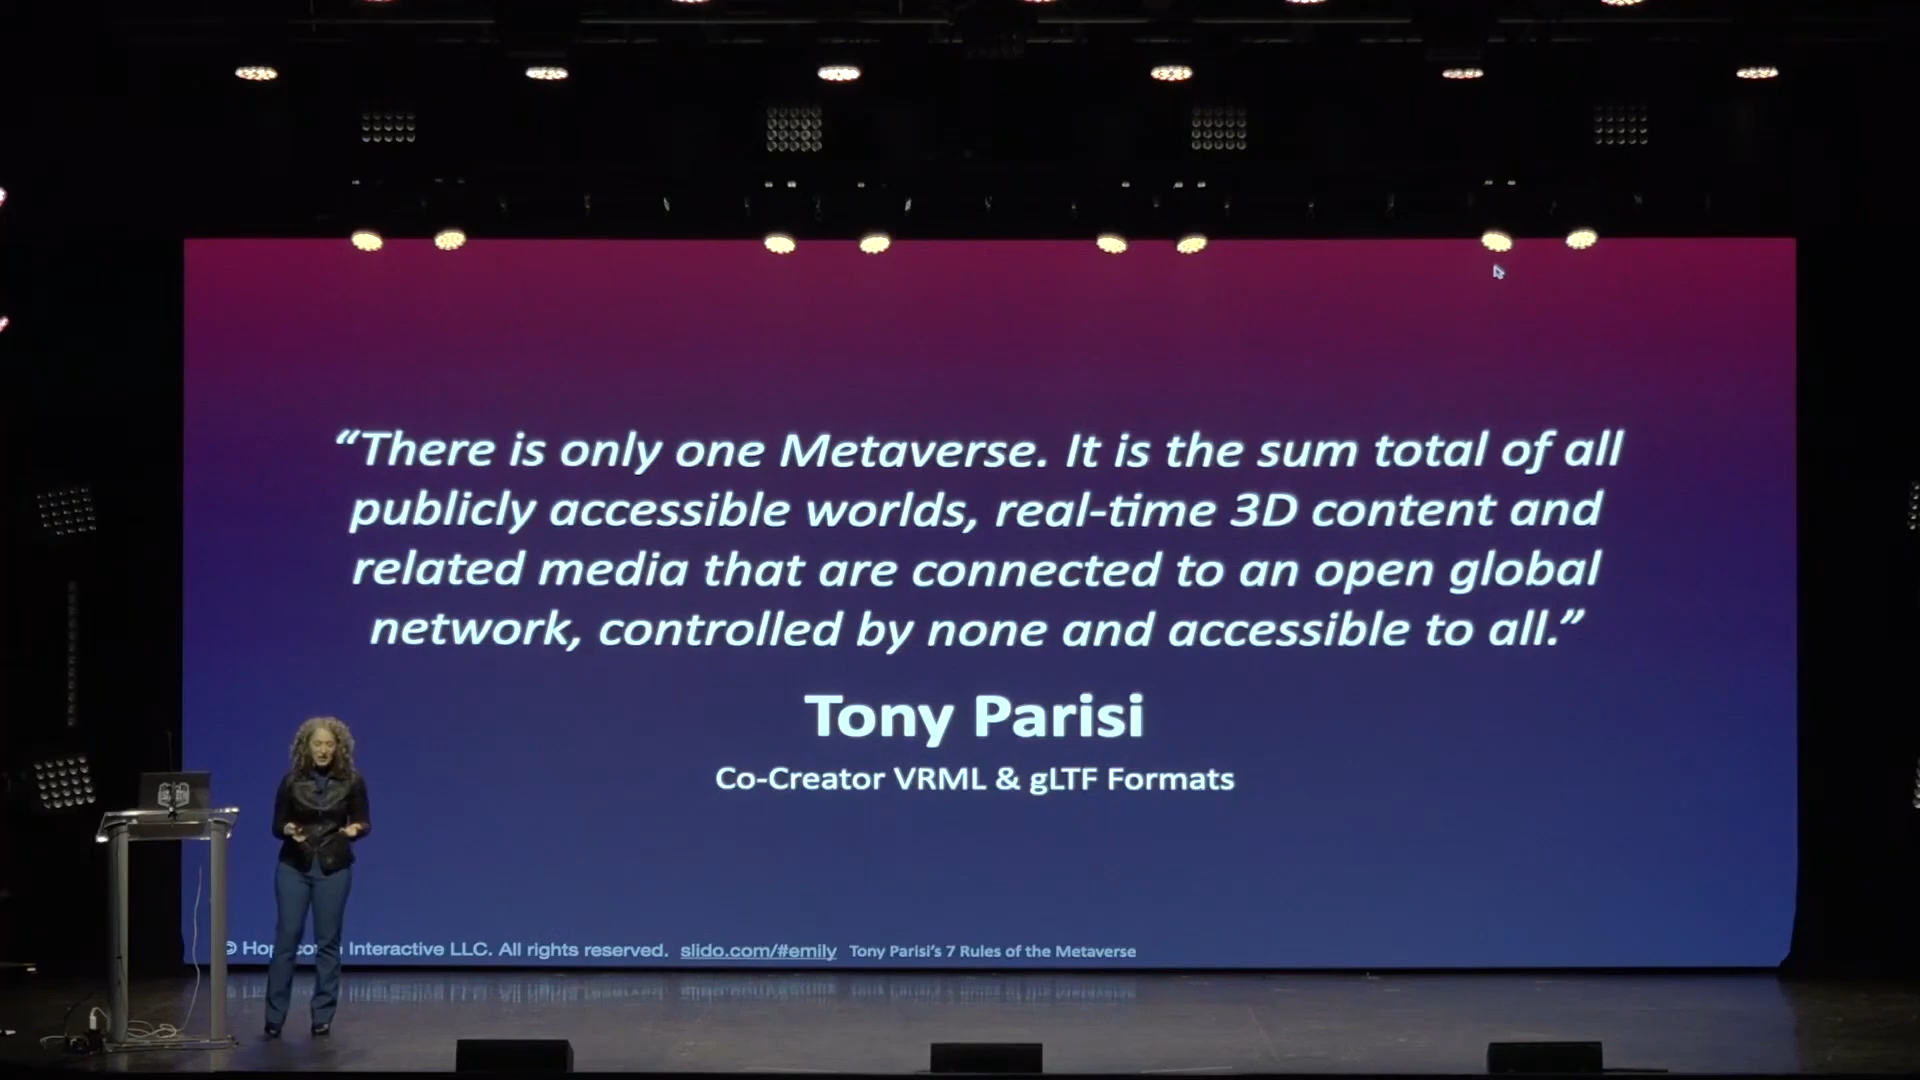 “There is only one Metaverse. It is the sum total of all
publicly accessible worlds, real-time 3D content and
related media that are connected to an open global
network, controlled by none and accessible to all.”
Tony Parisi
Co-Creator VRML & gLTF Formats
© Interactive LLC. All rights reserved. slido.com/#emily Tony Parisi’s 7 Rules of the Metaverse